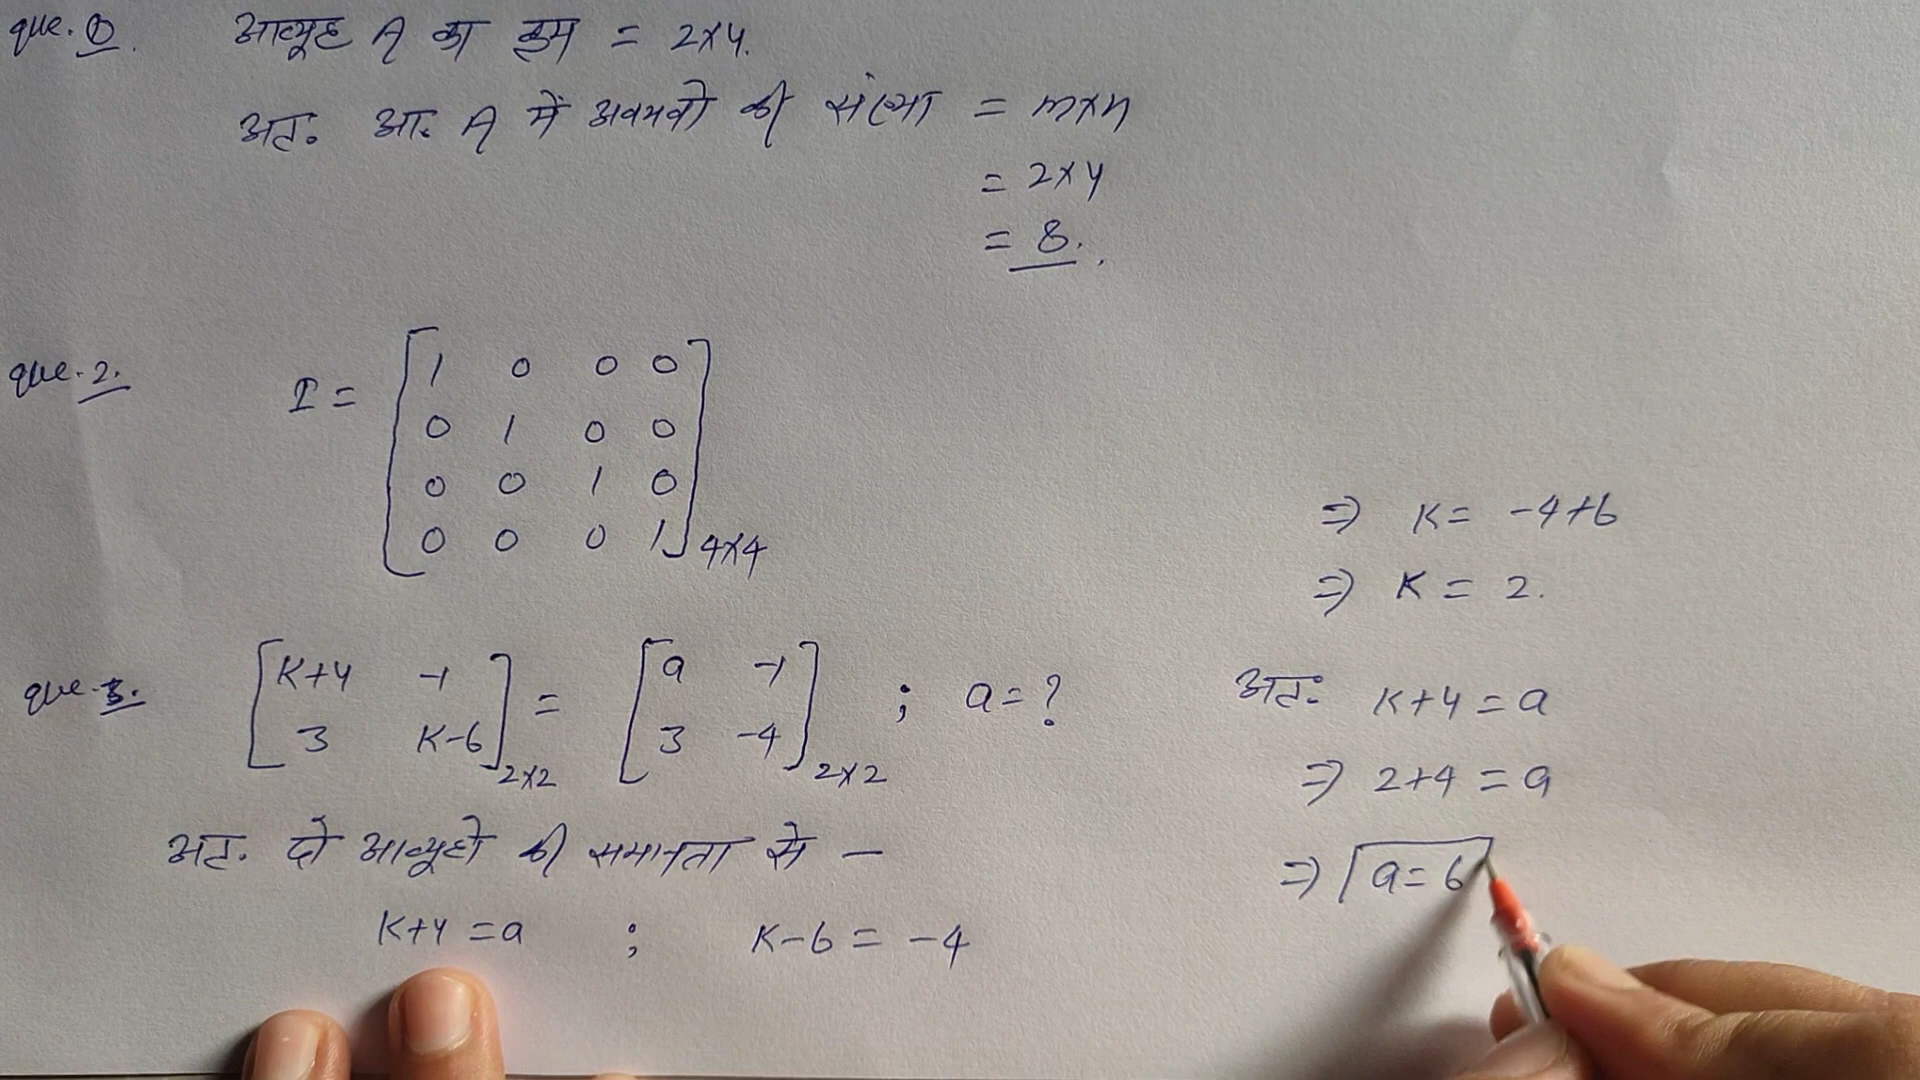 que. ①. आव्यूह A का क्रम = 2×4.
अत: आ. A में अवयवों की संख्या = m×n
= 2×4
= 8.
que. 2. I = [1 0 0 0
0 1 0 0
0 0 1 0
0 0 0 1] 4×4
que. 3. [K+4 -1
3 K-6] 2×2 = [a -1
3 -4] 2×2 ; a = ?
अत: दो आव्यूहों की समानता से —
K+4 = a ; K-6 = -4
⇒ K = -4+6
⇒ K = 2.
अत: K+4 = a
⇒ 2+4 = a
⇒ a = 6